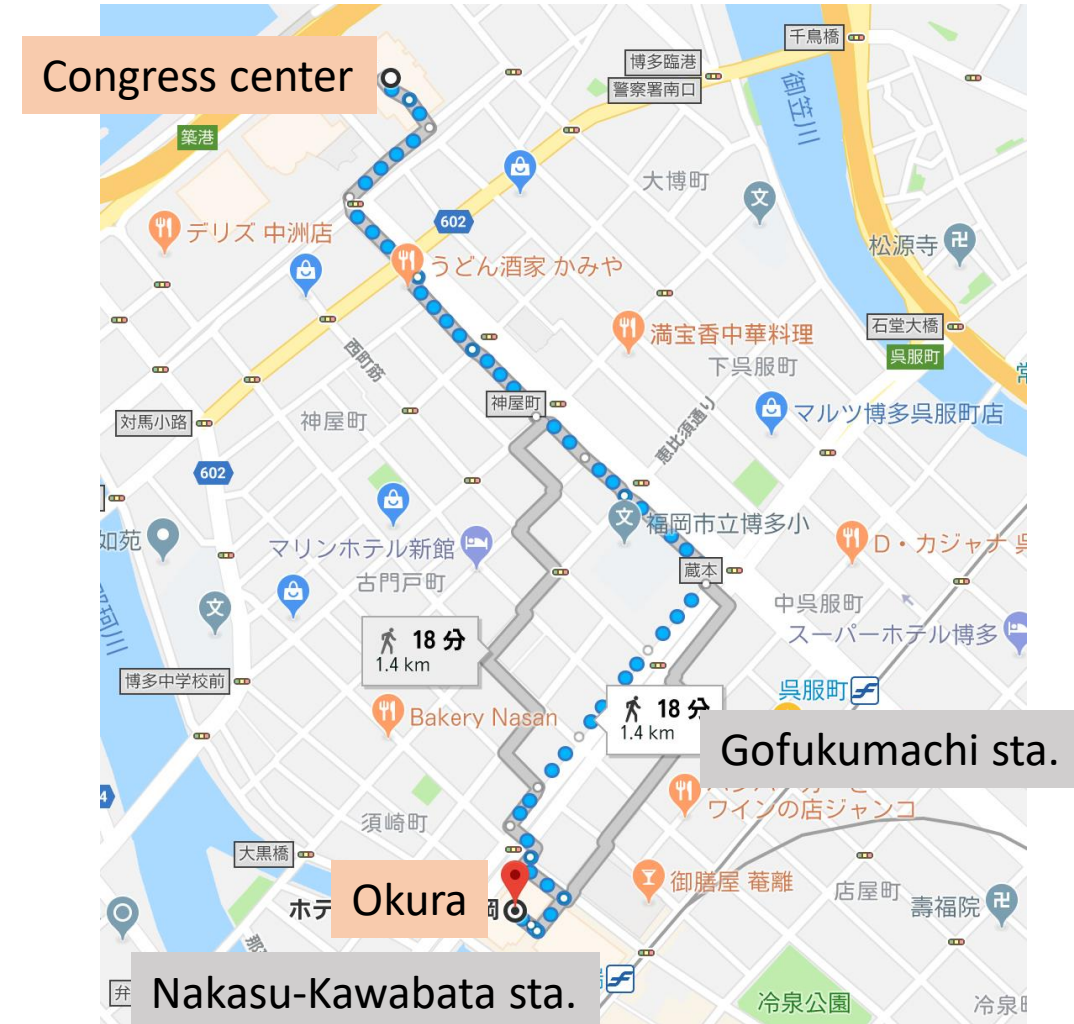 Congress center
千鳥橋
博多臨港
警察署南口
御笠川
築港
大博町
602
デリズ 中洲店
松源寺
うどん酒家 かみや
満宝香中華料理
石堂大橋
呉服町
下呉服町
西町筋
神屋町
対馬小路
神屋町
マルツ博多呉服町店
恵比須通り
602
如苑
福岡市立博多小
D・カジャナ 呉
マリンホテル新館
古門戸町
蔵本
中呉服町
スーパーホテル博多
18 分
1.4 km
博多中学校前
呉服町
18 分
1.4 km
Bakery Nasan
Gofukumachi sta.
ワインの店ジャンコ
須崎町
大黒橋
御膳屋 菴離
店屋町
Okura
ホテ
岡
壽福院
Nakasu-Kawabata sta.
冷泉公園
冷泉